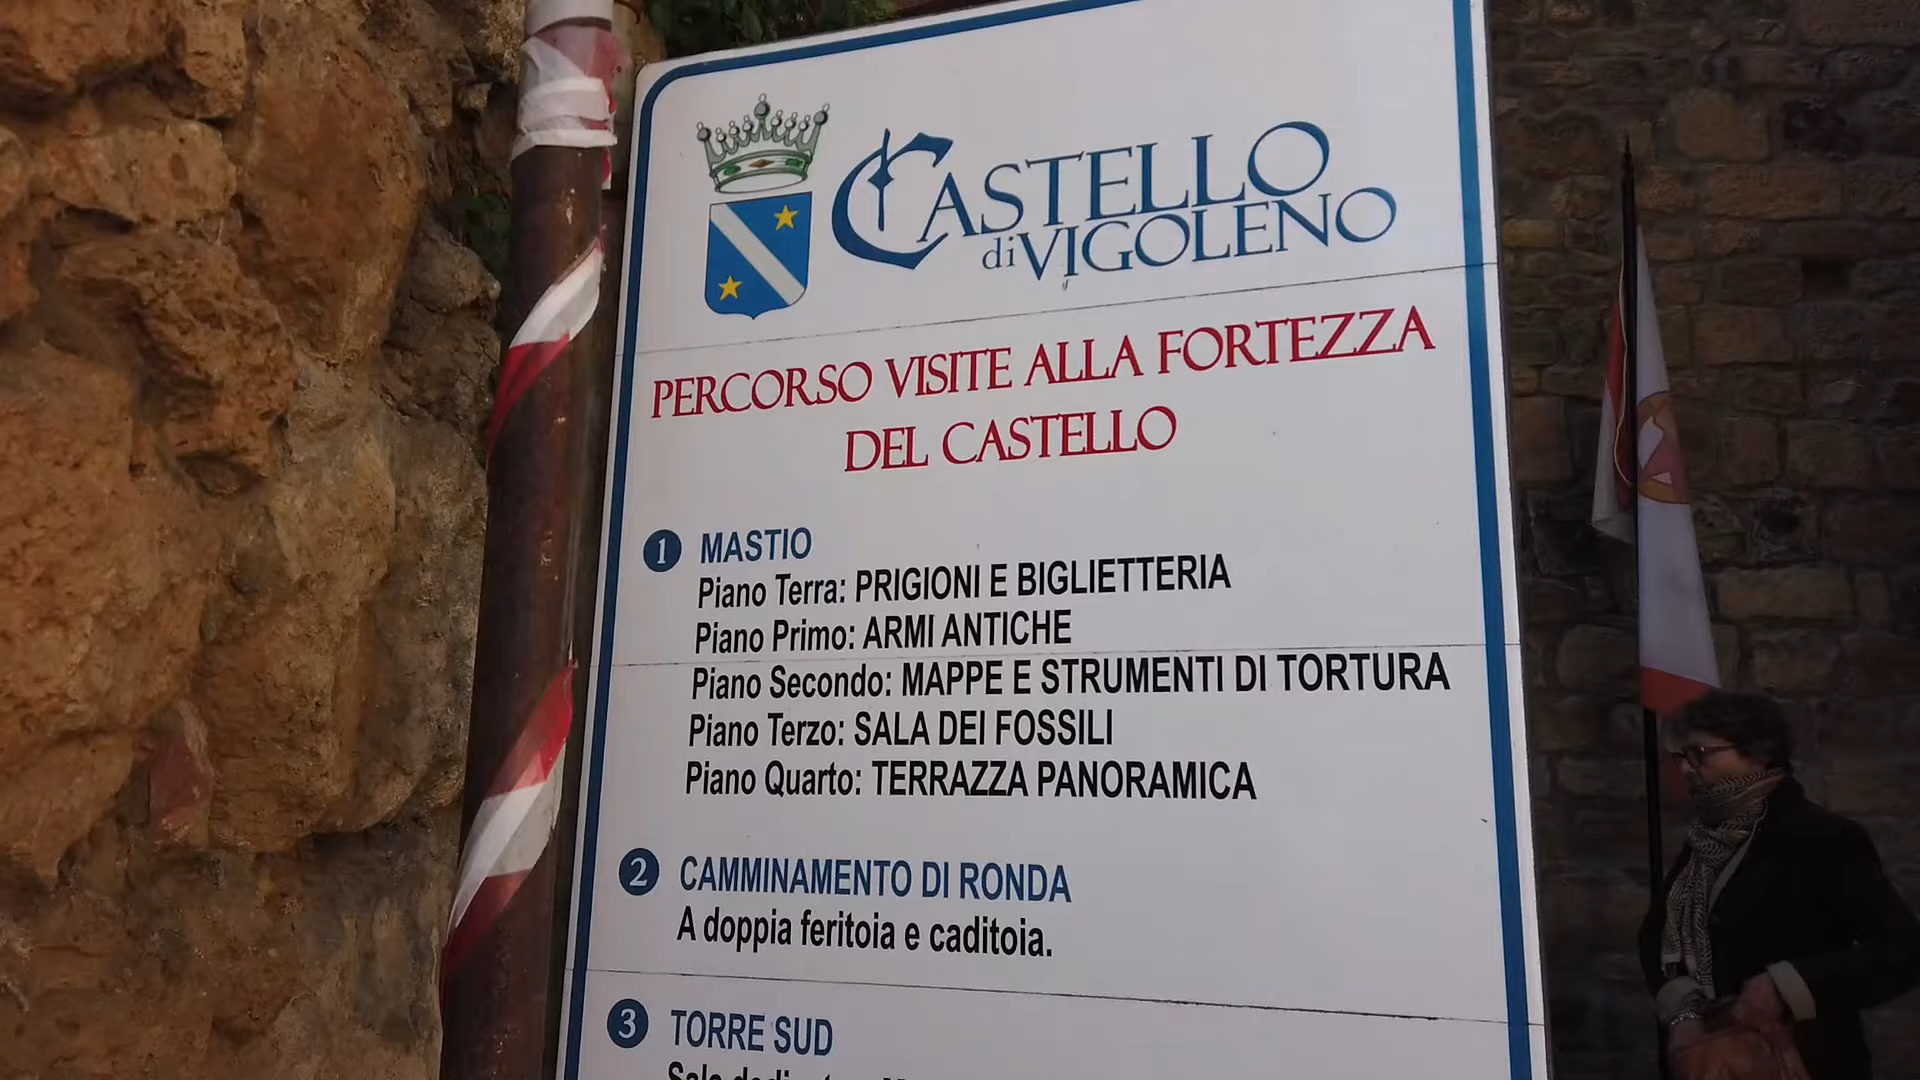 CASTELLO
di VIGOLENO
PERCORSO VISITE ALLA FORTEZZA
DEL CASTELLO
1 MASTIO
Piano Terra: PRIGIONI E BIGLIETTERIA
Piano Primo: ARMI ANTICHE
Piano Secondo: MAPPE E STRUMENTI DI TORTURA
Piano Terzo: SALA DEI FOSSILI
Piano Quarto: TERRAZZA PANORAMICA
2 CAMMINAMENTO DI RONDA
A doppia feritoia e caditoia.
3 TORRE SUD
Sala